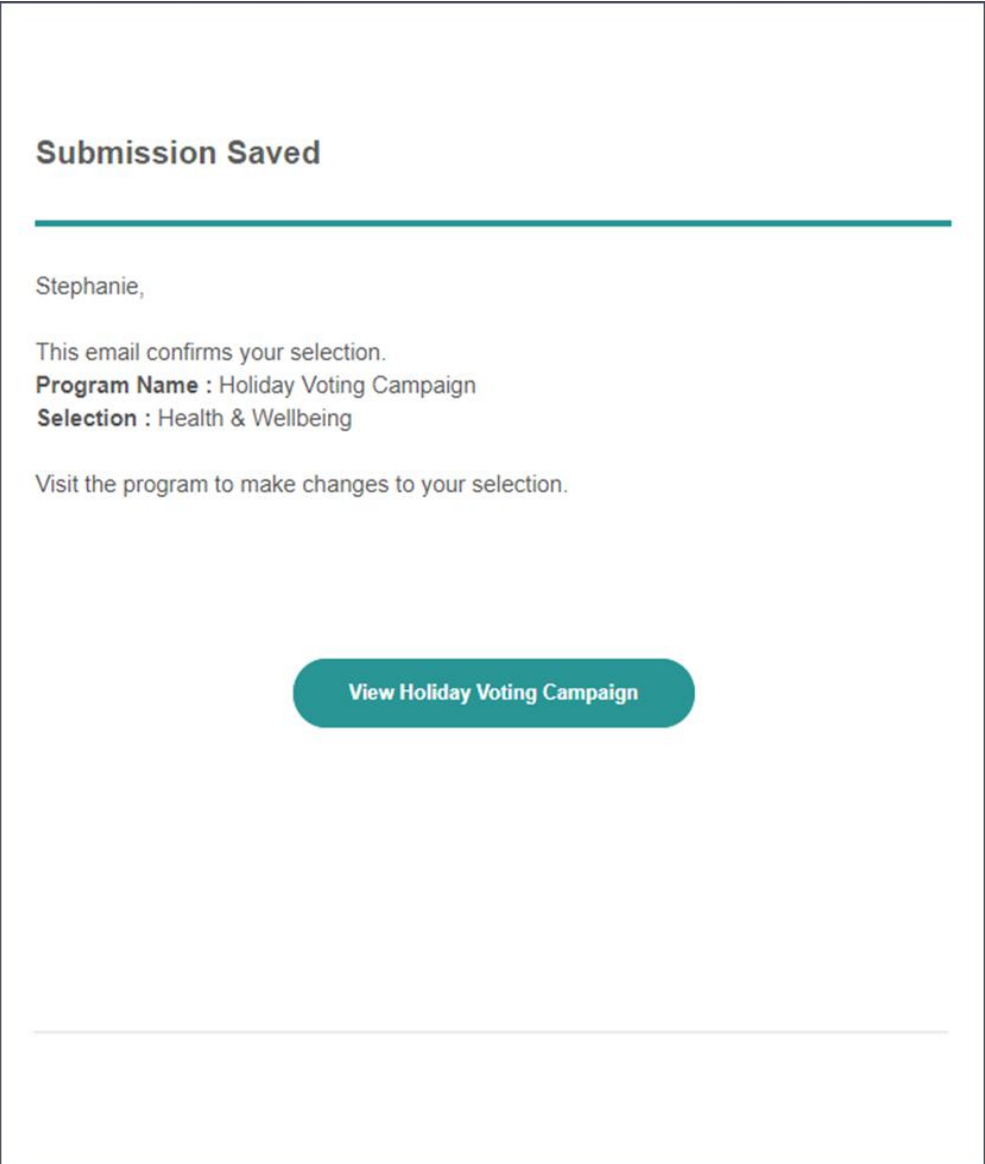 Submission Saved
Stephanie,
This email confirms your selection.
Program Name : Holiday Voting Campaign
Selection : Health & Wellbeing
Visit the program to make changes to your selection.
View Holiday Voting Campaign